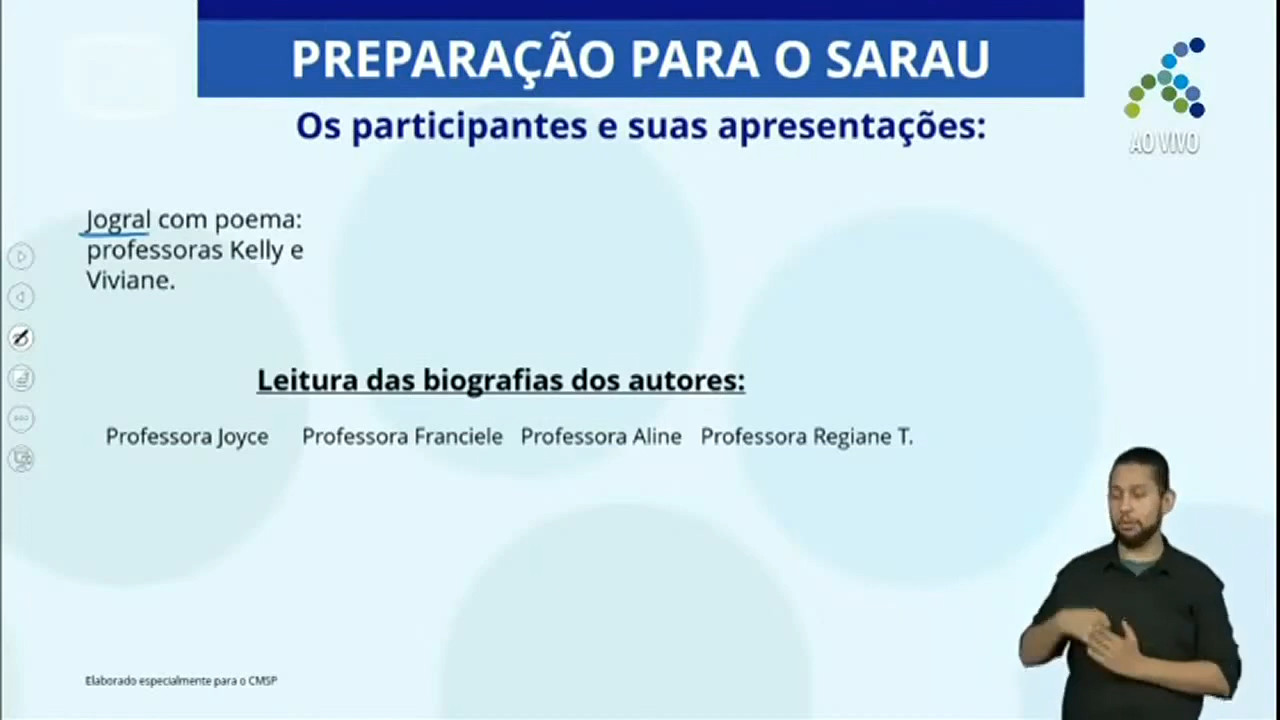 PREPARAÇÃO PARA O SARAU
Os participantes e suas apresentações:
AO VIVO
Jogral com poema:
professoras Kelly e
Viviane.
Leitura das biografias dos autores:
Professora Joyce Professora Franciele Professora Aline Professora Regiane T.
Elaborado especialmente para o CMSP